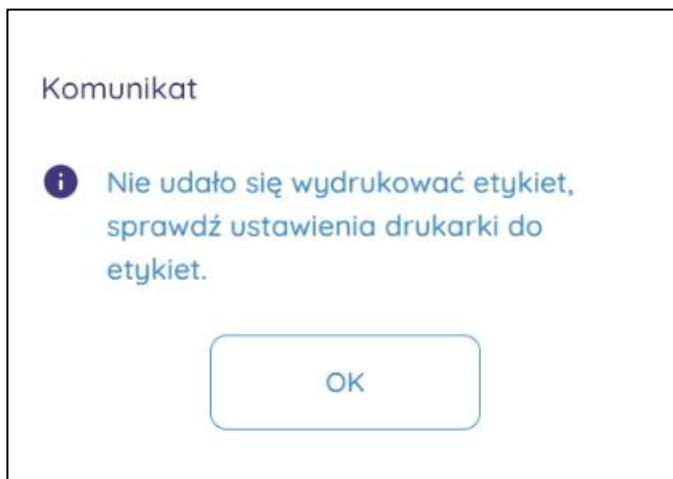 Komunikat
Nie udało się wydrukować etykiet,
sprawdź ustawienia drukarki do
etykiet.
OK